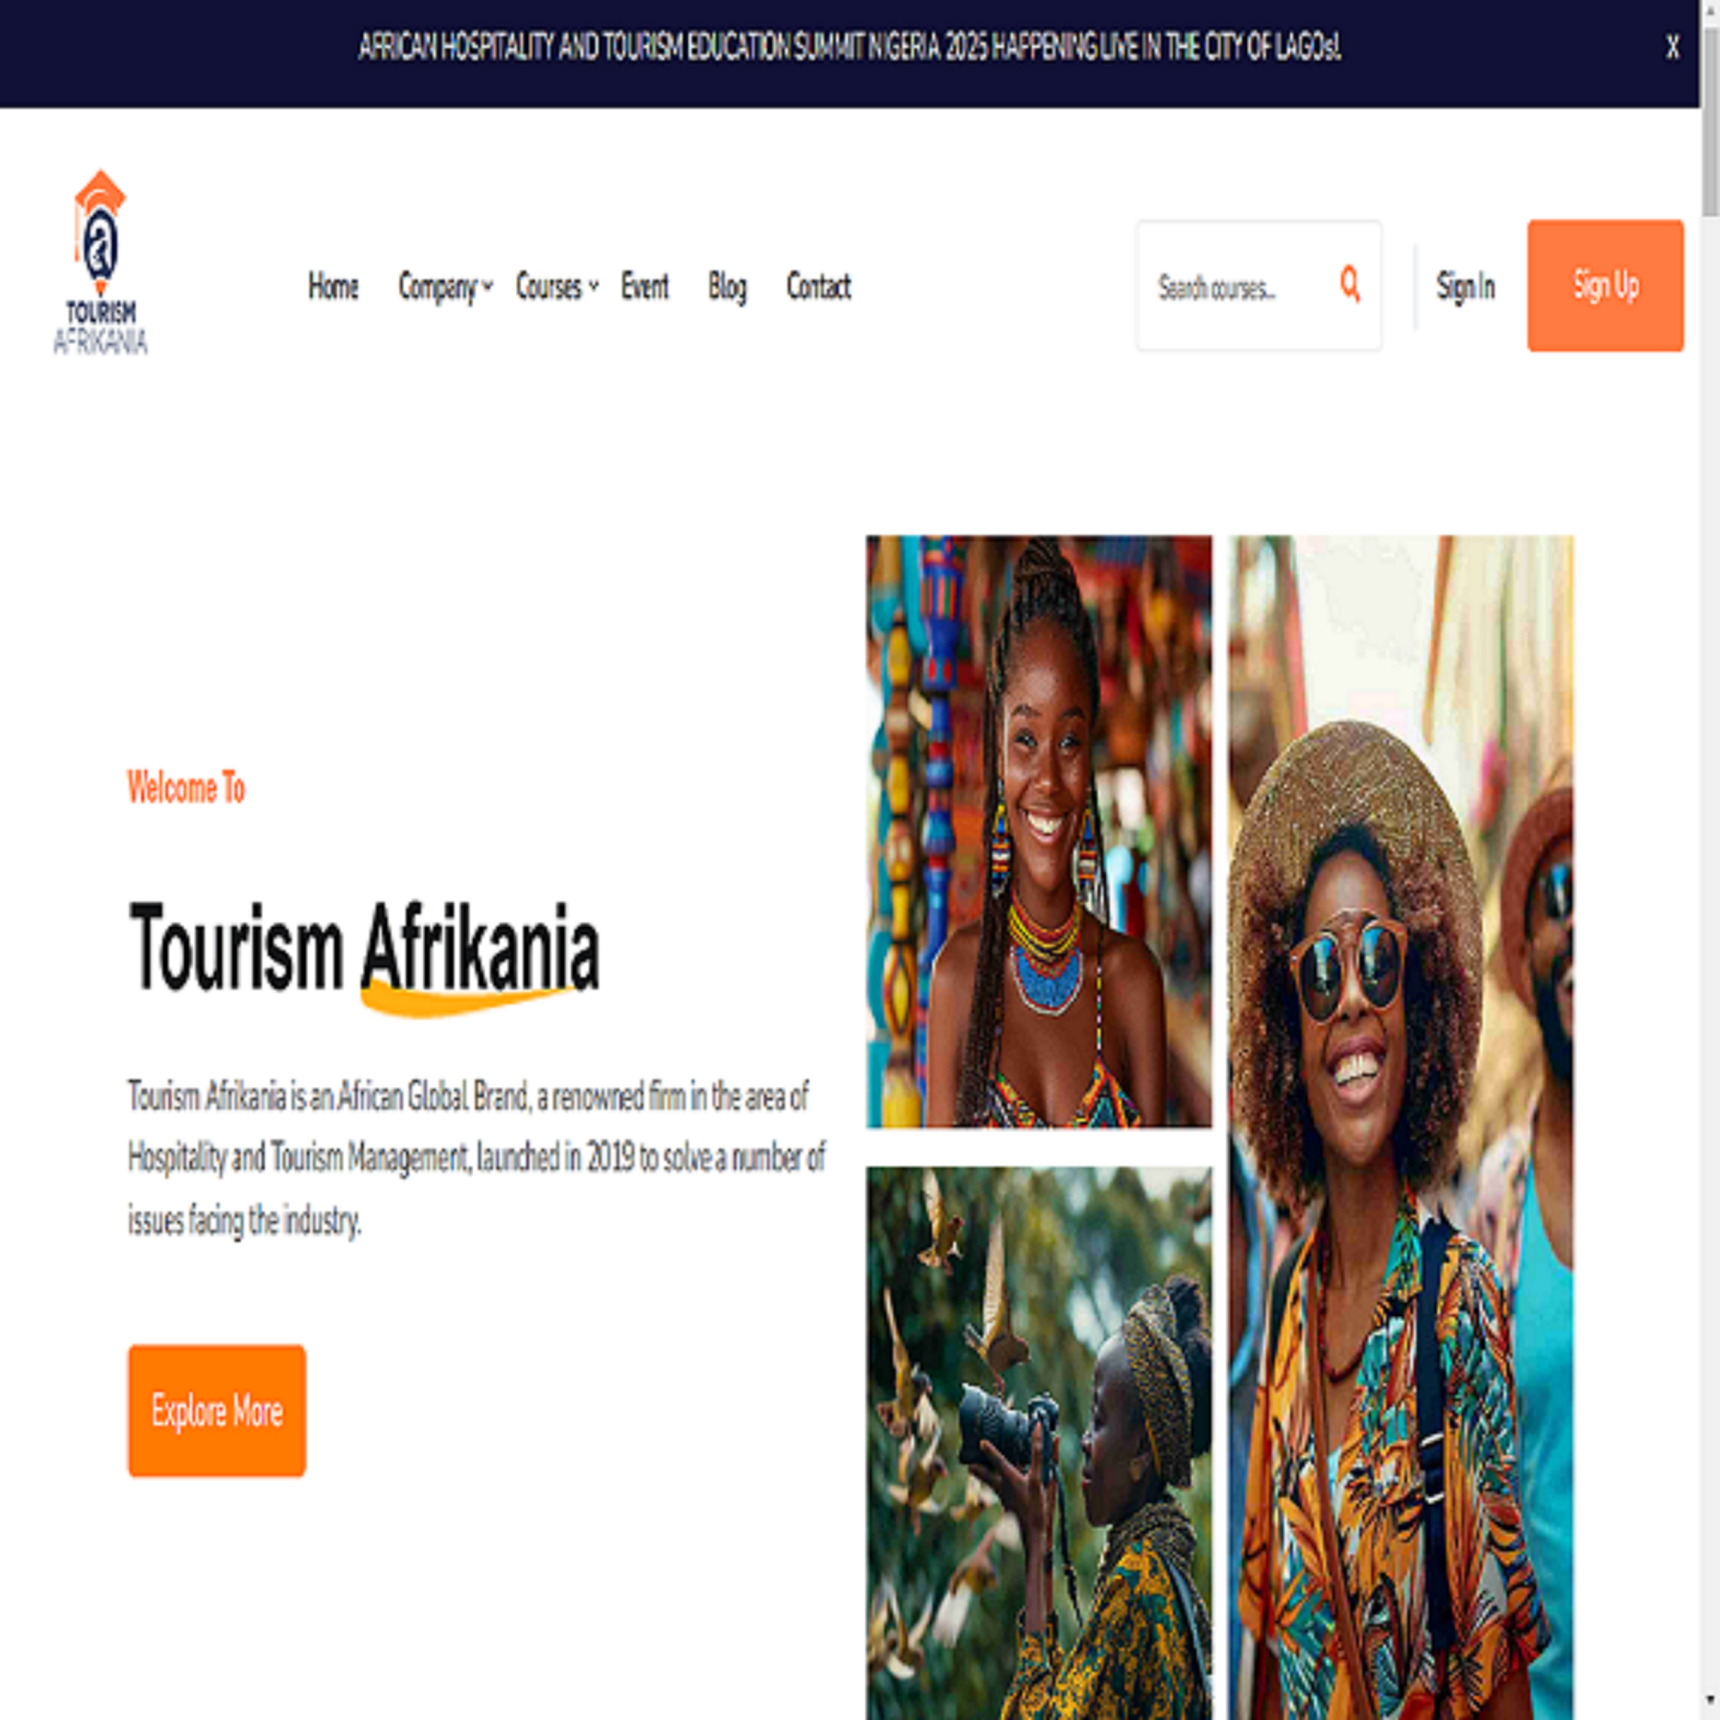 AFRICAN HOSPITALITY AND TOURISM EDUCATION SUMMIT NIGERIA 2025 HAPPENING LIVE IN THE CITY OF LAGOs!.
X
TOURISM
AFRIKANIA
Home Company Courses Event Blog Contact
Search courses...
Sign In
Sign Up
Welcome To
Tourism Afrikania
Tourism Afrikania is an African Global Brand, a renowned firm in the area of
Hospitality and Tourism Management, launched in 2019 to solve a number of
issues facing the industry.
Explore More